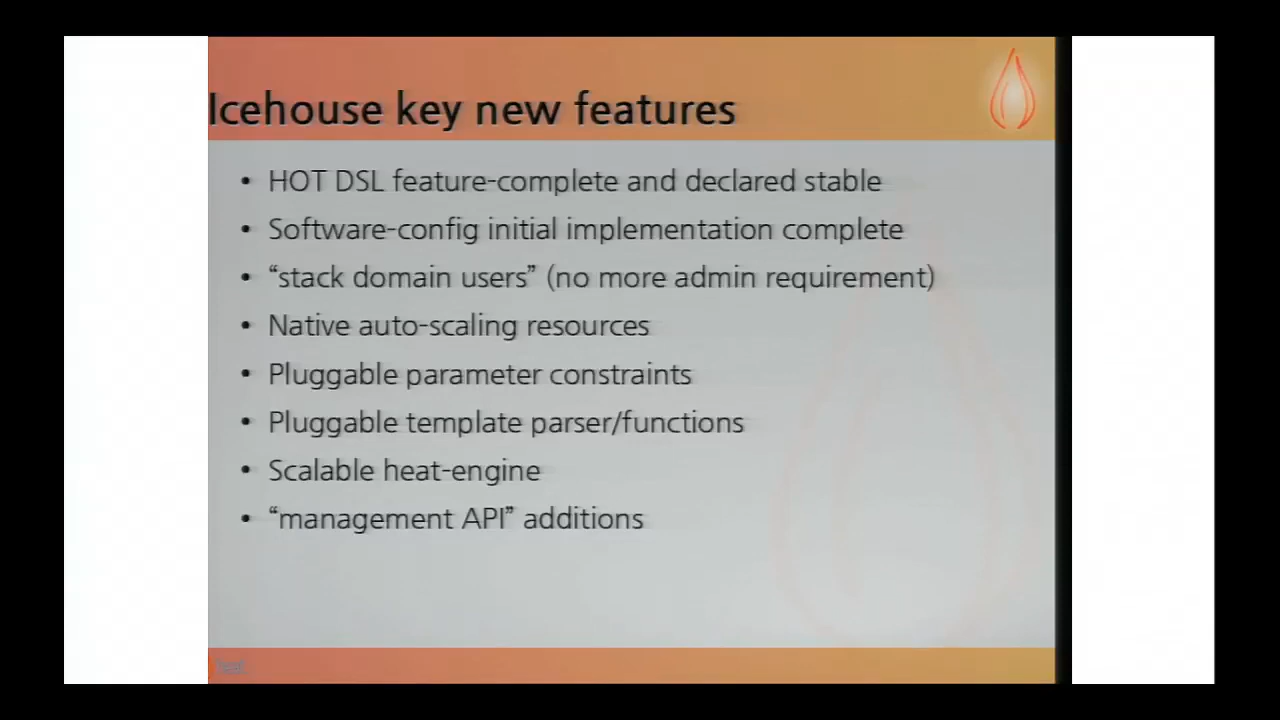 Icehouse key new features
• HOT DSL feature-complete and declared stable
• Software-config initial implementation complete
• “stack domain users” (no more admin requirement)
• Native auto-scaling resources
• Pluggable parameter constraints
• Pluggable template parser/functions
• Scalable heat-engine
• “management API” additions